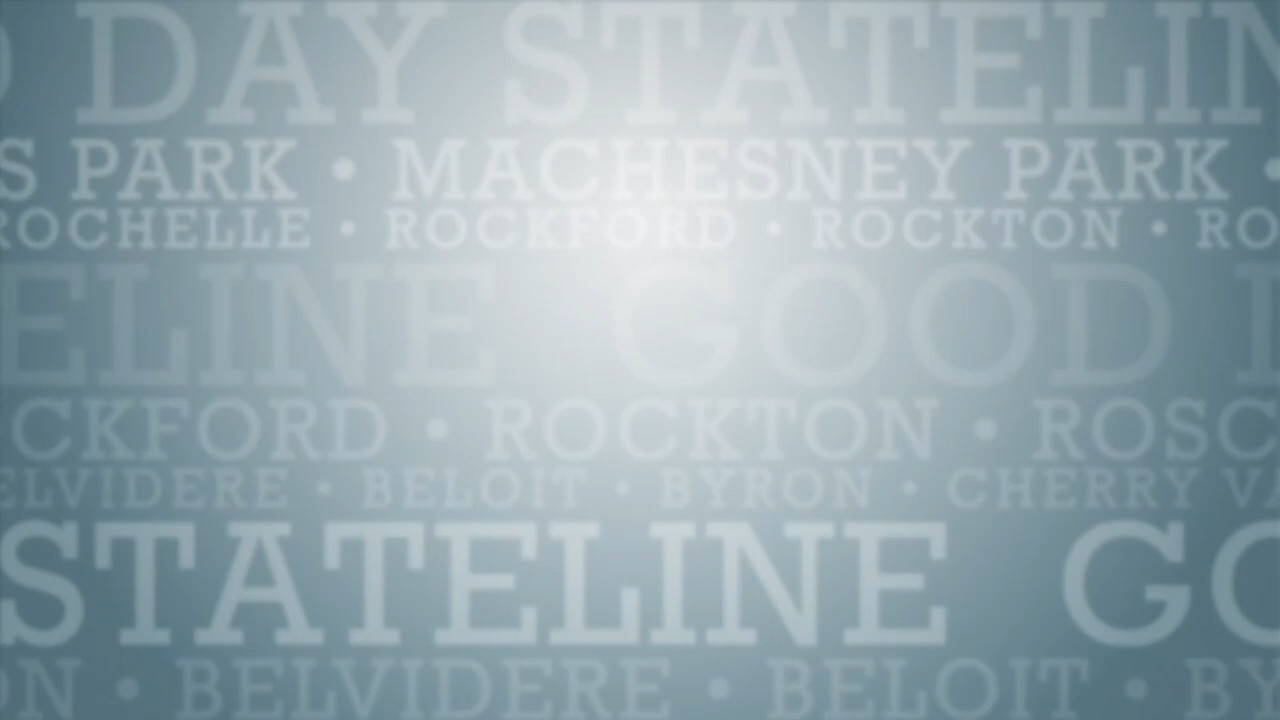 DAY STATELIN
S PARK • MACHESNEY PARK •
ROCHELLE • ROCKFORD • ROCKTON • RO
ELINE GOOD D
CKFORD • ROCKTON • ROSC
ELVIDERE • BELOIT • BYRON • CHERRY VA
STATELINE GO
ON • BELVIDERE • BELOIT • BY